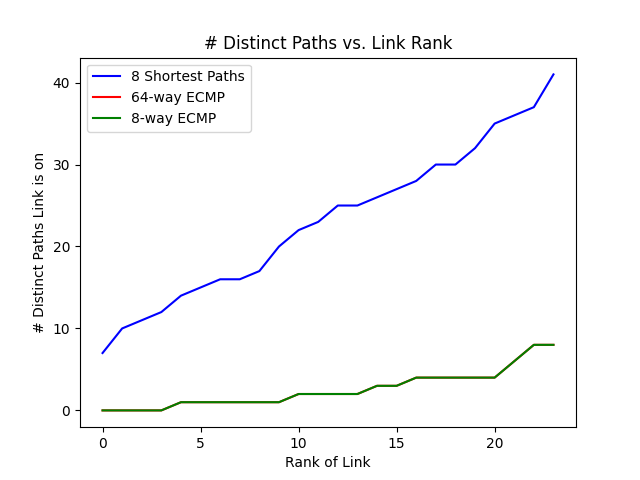 # Distinct Paths vs. Link Rank
8 Shortest Paths
64-way ECMP
8-way ECMP
# Distinct Paths Link is on
40
30
20
10
0
0 5 10 15 20
Rank of Link